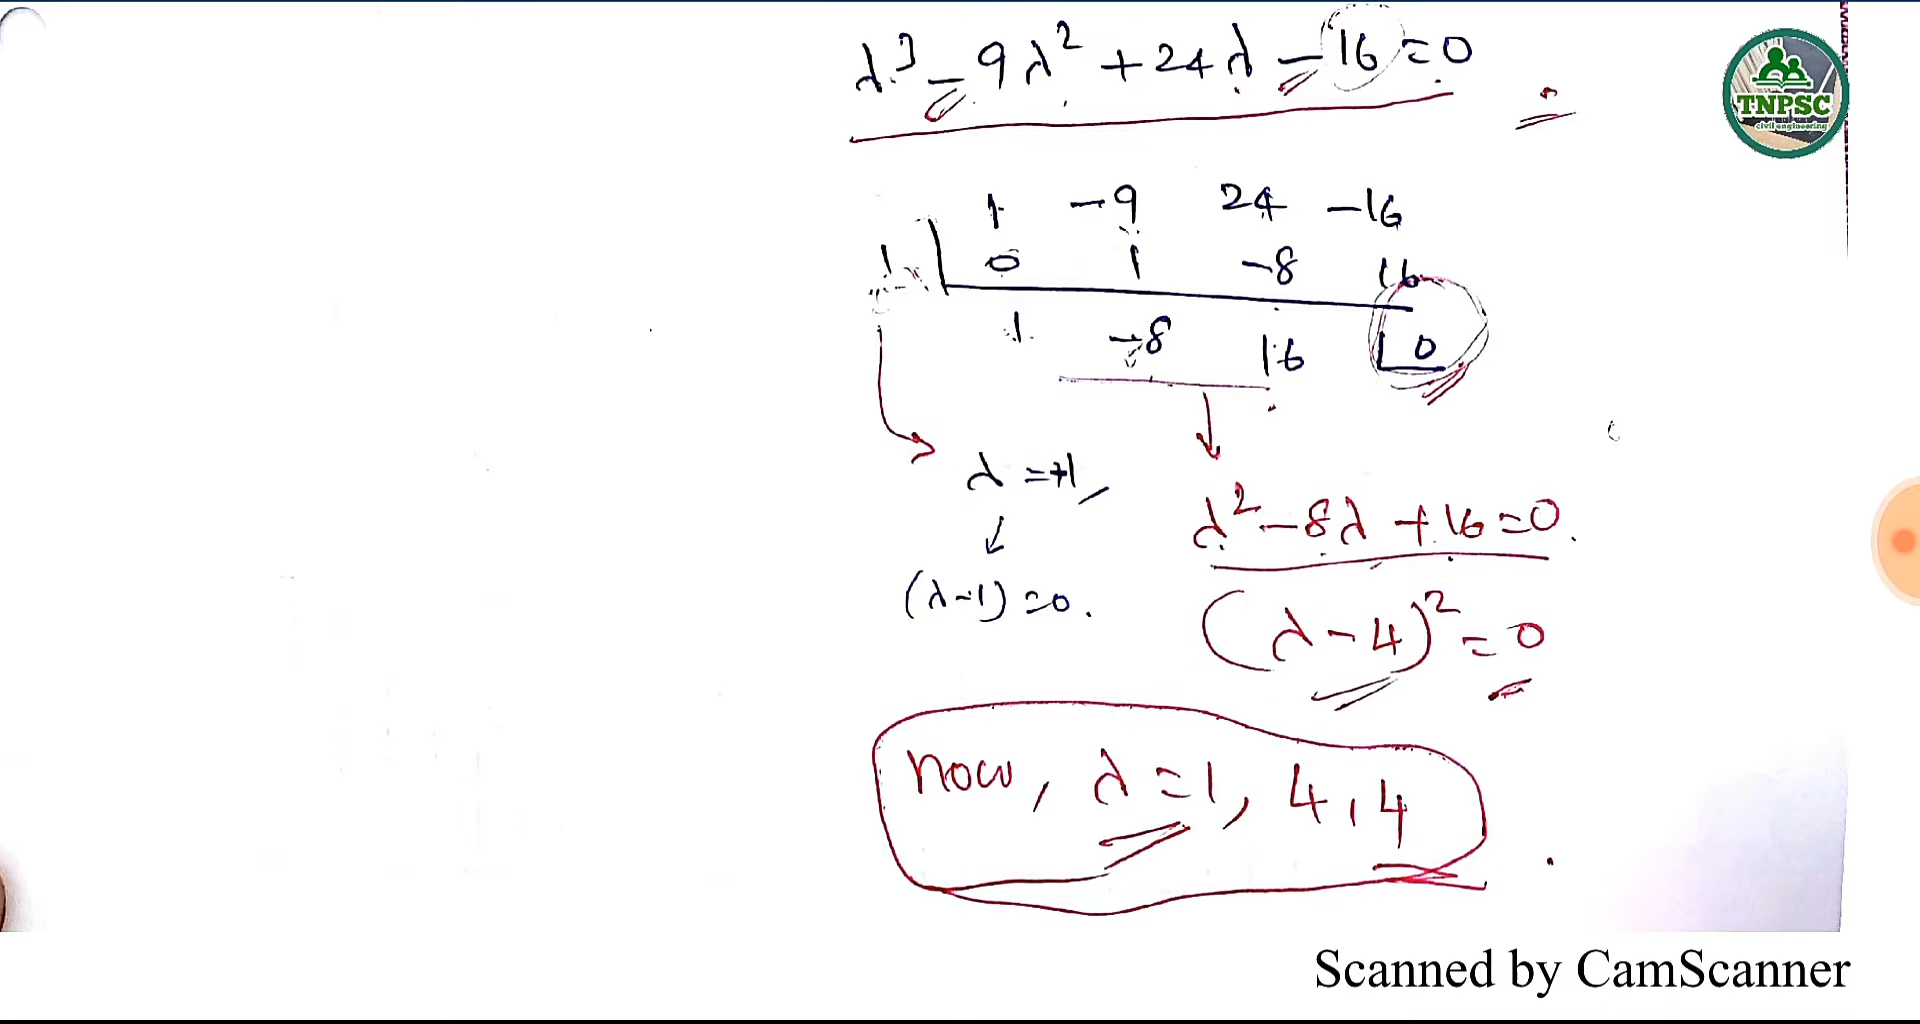 λ³ - 9λ² + 24λ - 16 = 0
TNPSC
civil engineering
1 -9 24 -16
1 0 1 -8 16
1 -8 16 0
λ = +1,
λ² - 8λ + 16 = 0.
(λ - 1) = 0.
(λ - 4)² = 0
now, λ = 1, 4, 4
Scanned by CamScanner